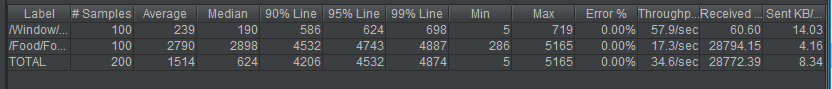 Label # Samples Average Median 90% Line 95% Line 99% Line Min Max Error % Throughp... Received ... Sent KB/...
/Window/... 100 239 190 586 624 698 5 719 0.00% 57.9/sec 60.60 14.03
/Food/Fo... 100 2790 2898 4532 4743 4887 286 5165 0.00% 17.3/sec 28794.15 4.16
TOTAL 200 1514 624 4206 4532 4874 5 5165 0.00% 34.6/sec 28772.39 8.34